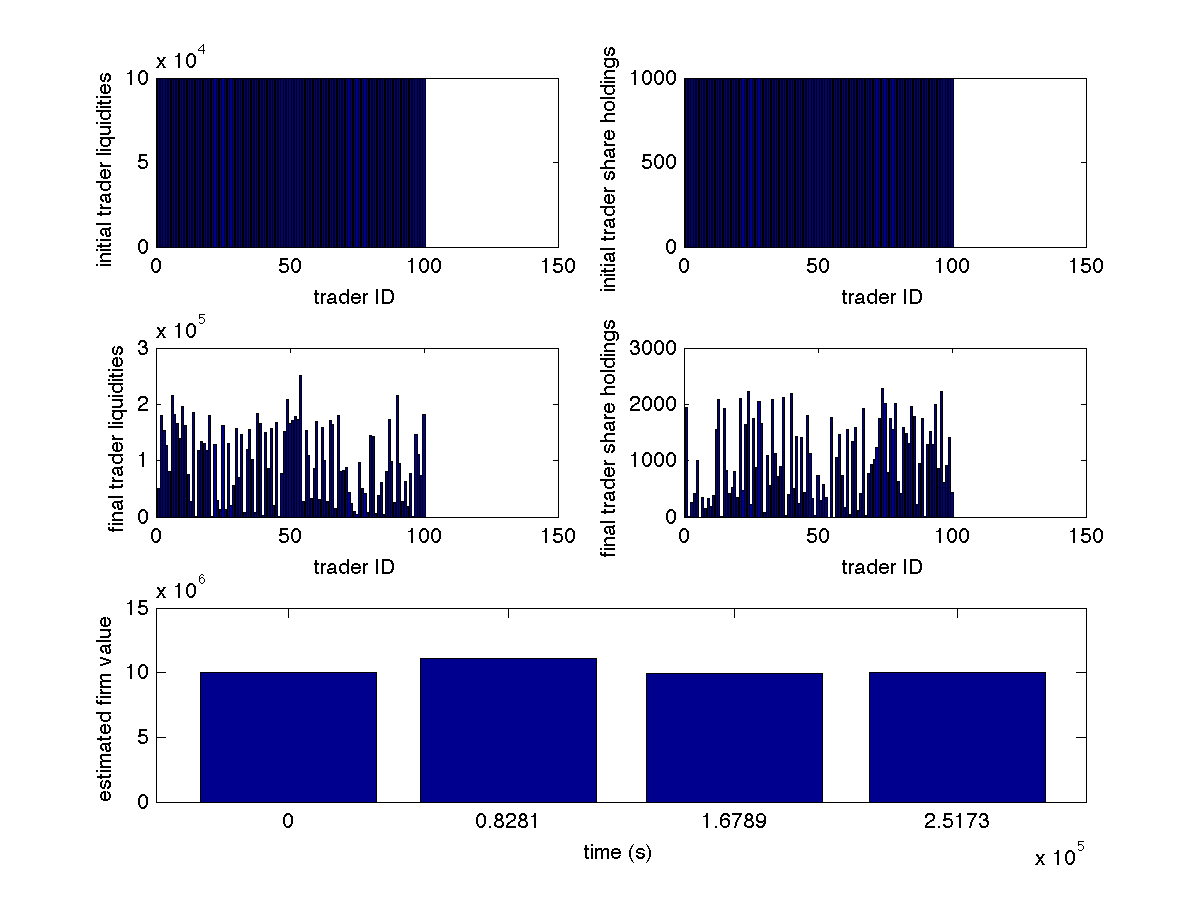 x 10^4
initial trader liquidities
10
5
0
0 50 100 150
trader ID
initial trader share holdings
1000
500
0
0 50 100 150
trader ID
x 10^5
final trader liquidities
3
2
1
0
0 50 100 150
trader ID
final trader share holdings
3000
2000
1000
0
0 50 100 150
trader ID
x 10^6
estimated firm value
15
10
5
0
0 0.8281 1.6789 2.5173
time (s)
x 10^5